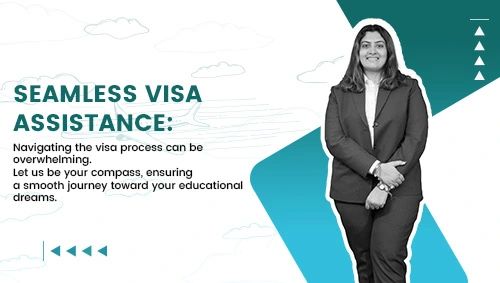 SEAMLESS VISA
ASSISTANCE:
Navigating the visa process can be
overwhelming.
Let us be your compass, ensuring
a smooth journey toward your educational
dreams.